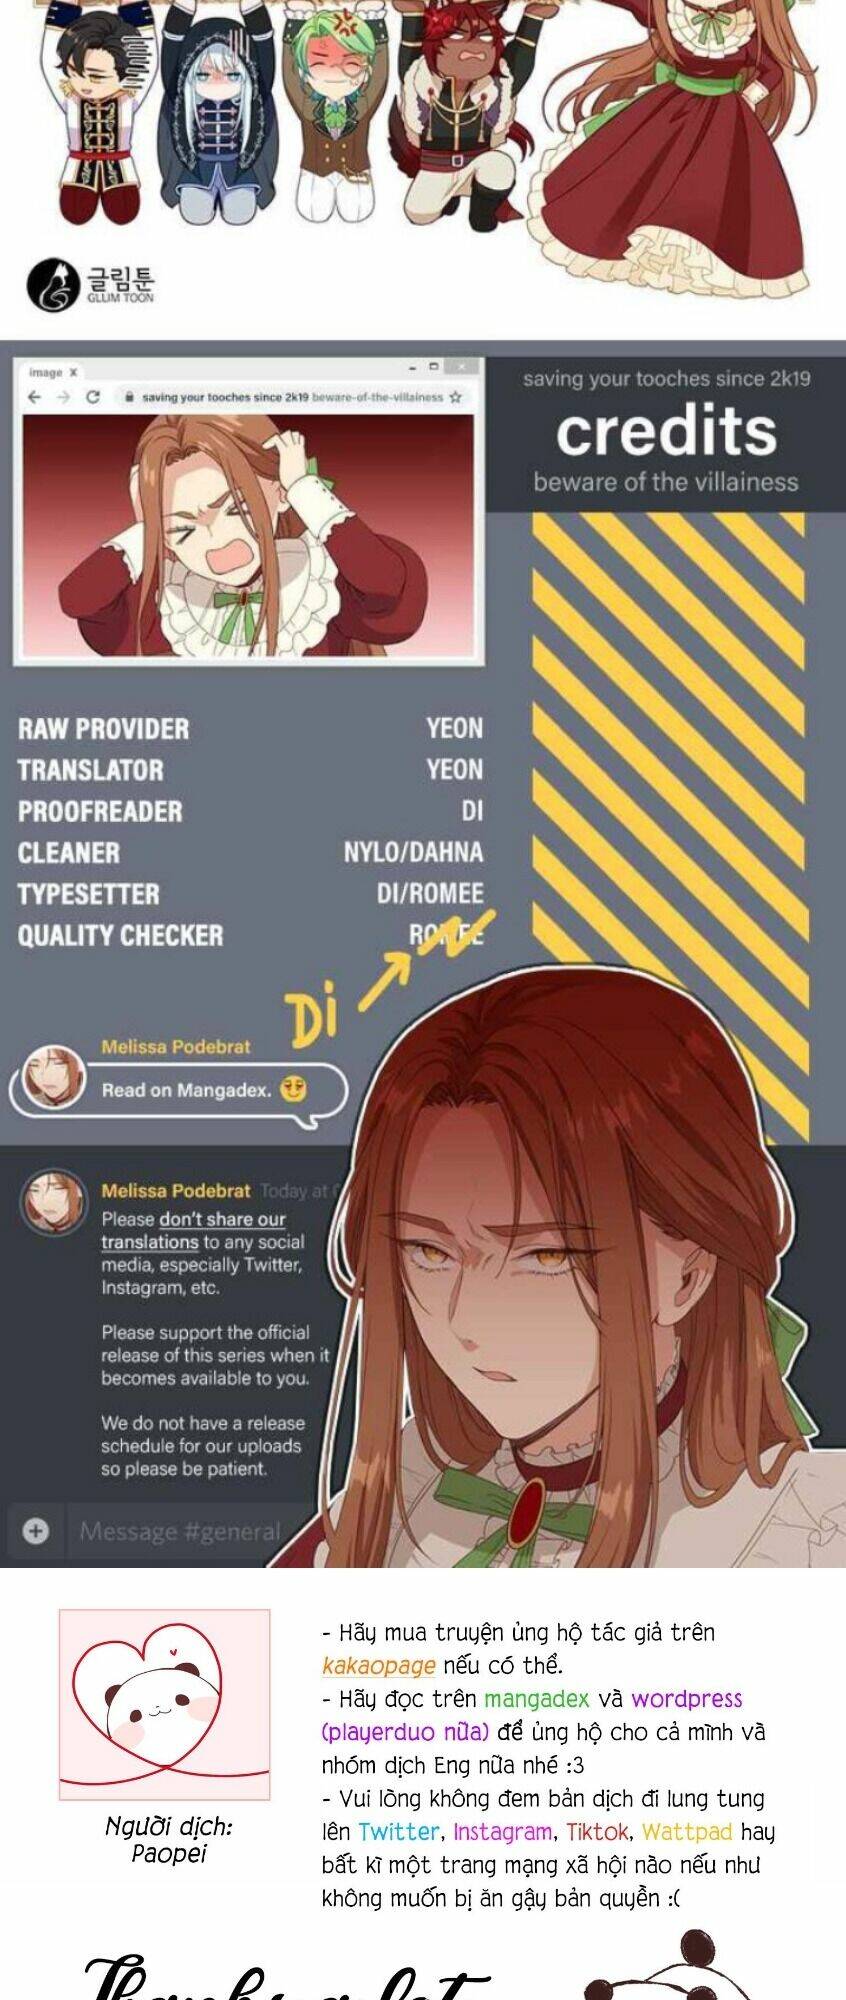 글림툰
GLIM TOON
image X
saving your tooches since 2k19 beware-of-the-villainess
saving your tooches since 2k19
credits
beware of the villainess
RAW PROVIDER YEON
TRANSLATOR YEON
PROOFREADER DI
CLEANER NYLO/DAHNA
TYPESETTER DI/ROMEE
QUALITY CHECKER ROMEE
Di
Melissa Podebrat
Read on Mangadex.
Melissa Podebrat Today at
Please don't share our
translations to any social
media, especially Twitter,
Instagram, etc.
Please support the official
release of this series when it
becomes available to you.
We do not have a release
schedule for our uploads
so please be patient.
Message #general
- Hãy mua truyện ủng hộ tác giả trên
kakaopage nếu có thể.
- Hãy đọc trên mangadex và wordpress
(playerduo nữa) để ủng hộ cho cả mình và
nhóm dịch Eng nữa nhé :3
- Vui lòng không đem bản dịch đi lung tung
lên Twitter, Instagram, Tiktok, Wattpad hay
bất kì một trang mạng xã hội nào nếu như
không muốn bị ăn gậy bản quyền :(
Người dịch:
Paopei